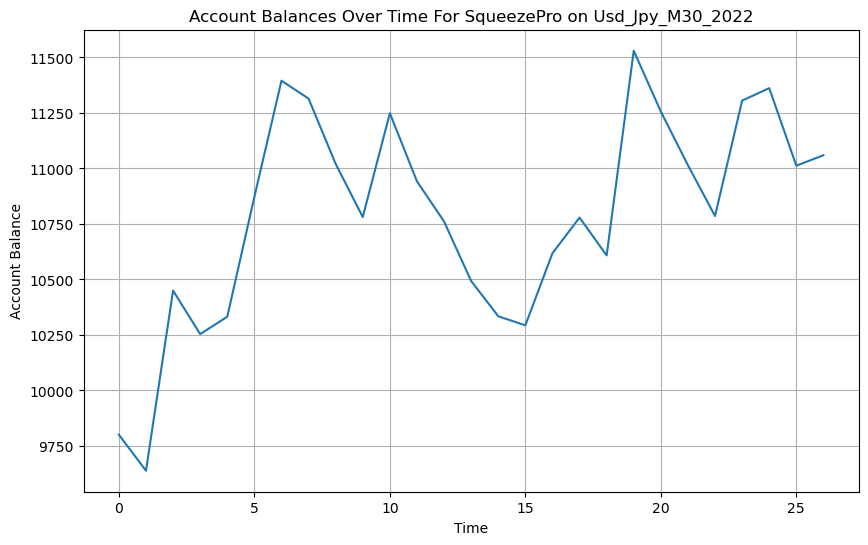 Account Balances Over Time For SqueezePro on Usd_Jpy_M30_2022
11500
11250
11000
10750
10500
10250
10000
9750
Account Balance
0 5 10 15 20 25
Time